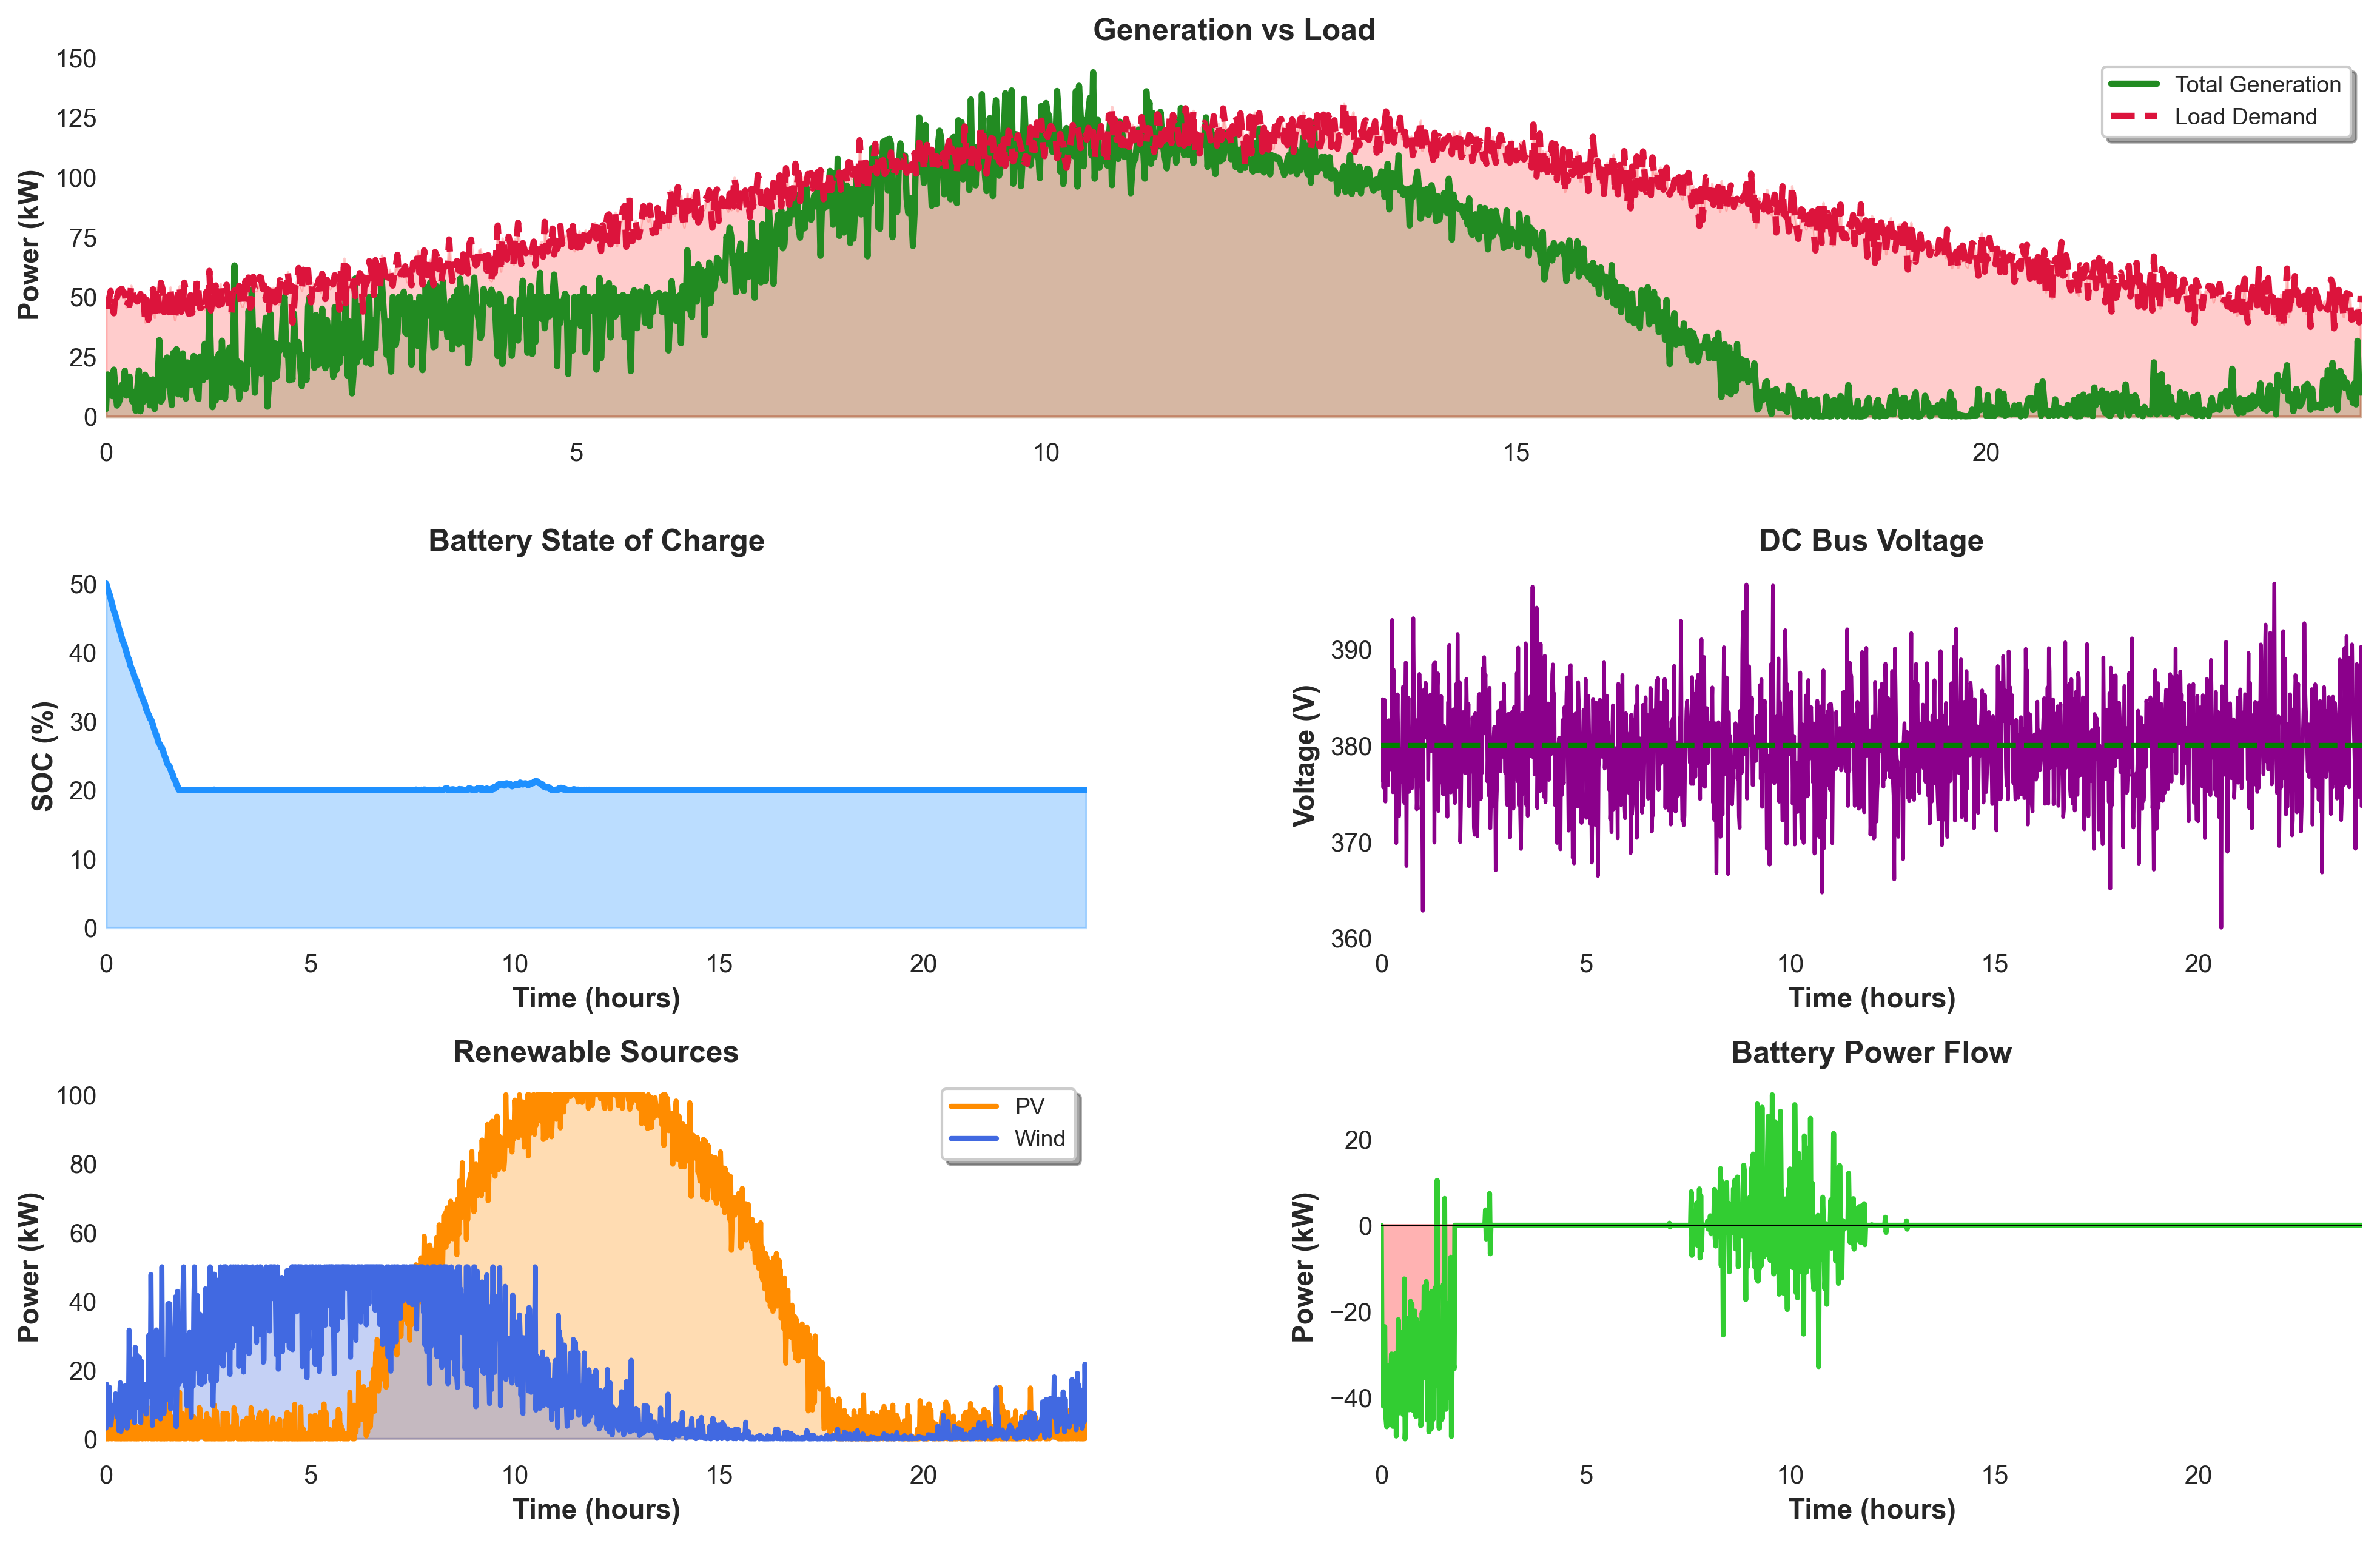 Generation vs Load
150
125
100
75
50
25
0
Power (kW)
Total Generation
Load Demand
0 5 10 15 20
Battery State of Charge
50
40
30
20
10
0
SOC (%)
0 5 10 15 20
Time (hours)
DC Bus Voltage
390
380
370
360
Voltage (V)
0 5 10 15 20
Time (hours)
Renewable Sources
100
80
60
40
20
0
Power (kW)
PV
Wind
0 5 10 15 20
Time (hours)
Battery Power Flow
20
0
−20
−40
Power (kW)
0 5 10 15 20
Time (hours)